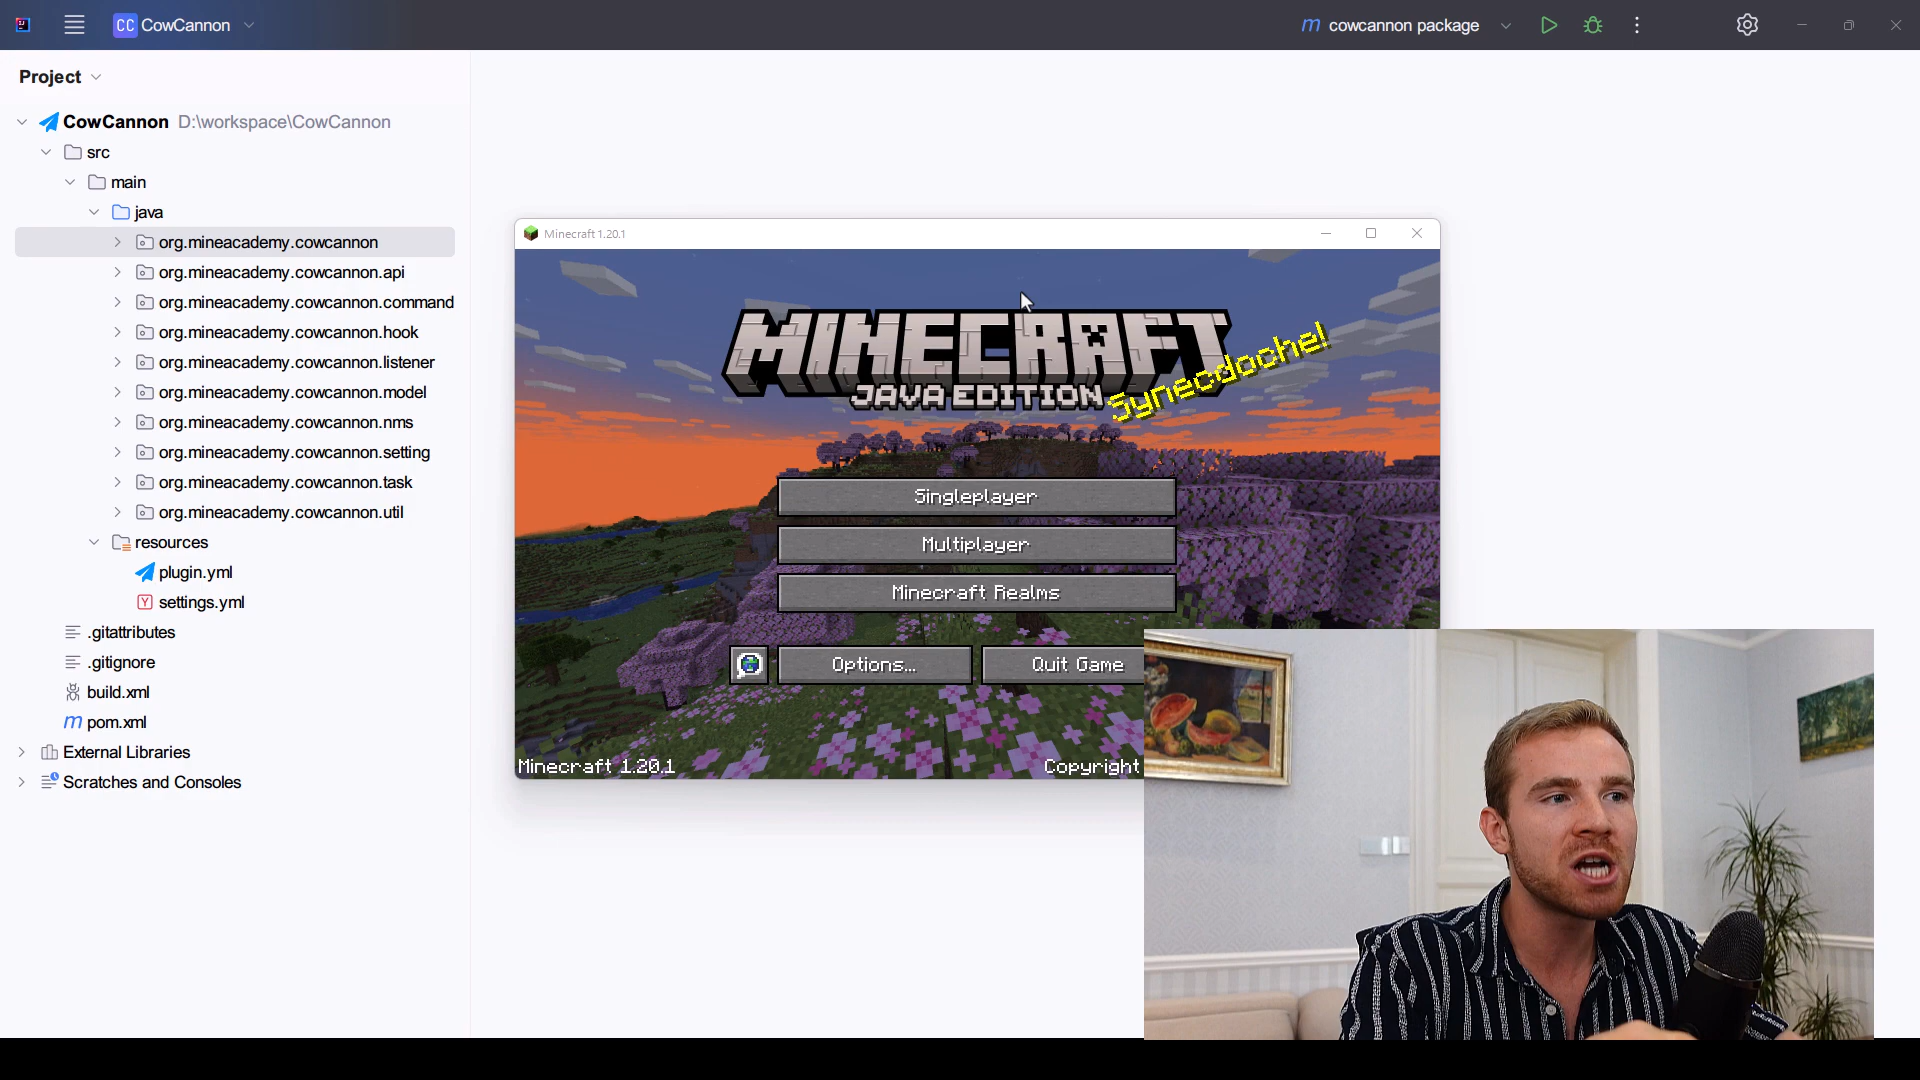 CC CowCannon
m cowcannon package
Project
CowCannon D:\workspace\CowCannon
src
main
java
org.mineacademy.cowcannon
org.mineacademy.cowcannon.api
org.mineacademy.cowcannon.command
org.mineacademy.cowcannon.hook
org.mineacademy.cowcannon.listener
org.mineacademy.cowcannon.model
org.mineacademy.cowcannon.nms
org.mineacademy.cowcannon.setting
org.mineacademy.cowcannon.task
org.mineacademy.cowcannon.util
resources
plugin.yml
Y settings.yml
.gitattributes
.gitignore
build.xml
m pom.xml
External Libraries
Scratches and Consoles
Minecraft 1.20.1
MINECRAFT
JAVA EDITION
Synecdoche!
Singleplayer
Multiplayer
Minecraft Realms
Options...
Quit Game
Minecraft 1.20.1
Copyright